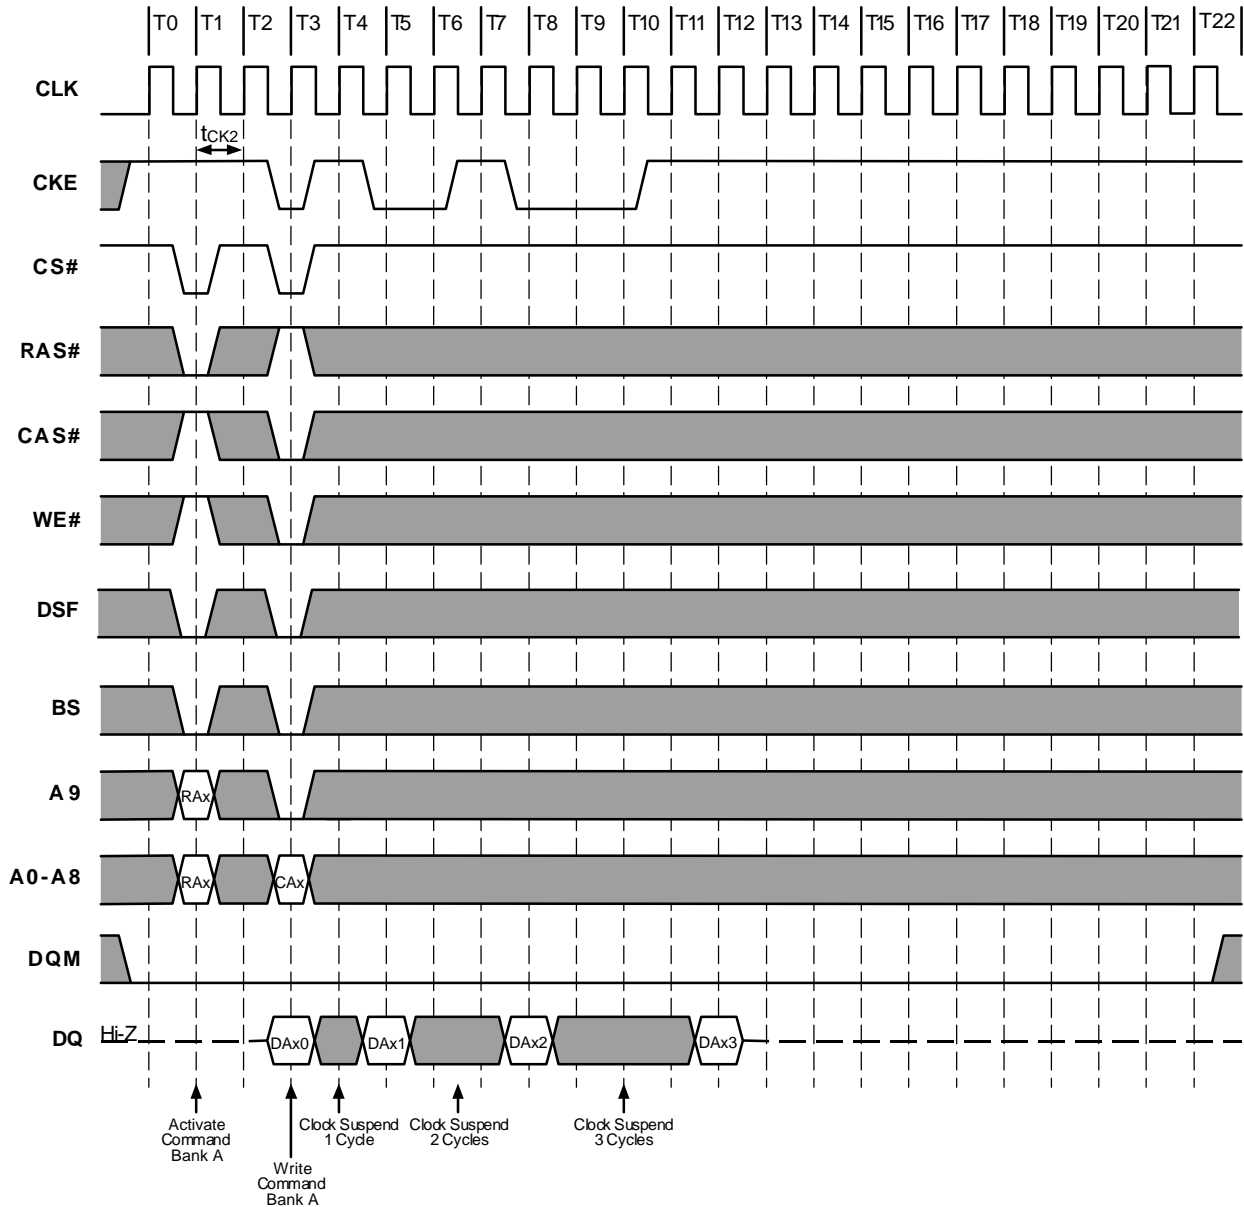 T0 T1 T2 T3 T4 T5 T6 T7 T8 T9 T10 T11 T12 T13 T14 T15 T16 T17 T18 T19 T20 T21 T22
CLK
tCK2
CKE
CS#
RAS#
CAS#
WE#
DSF
BS
A9 RAx
A0-A8 RAx CAx
DQM
DQ Hi-Z DAx0 DAx1 DAx2 DAx3
Activate
Command
Bank A
Write
Command
Bank A
Clock Suspend
1 Cycle
Clock Suspend
2 Cycles
Clock Suspend
3 Cycles